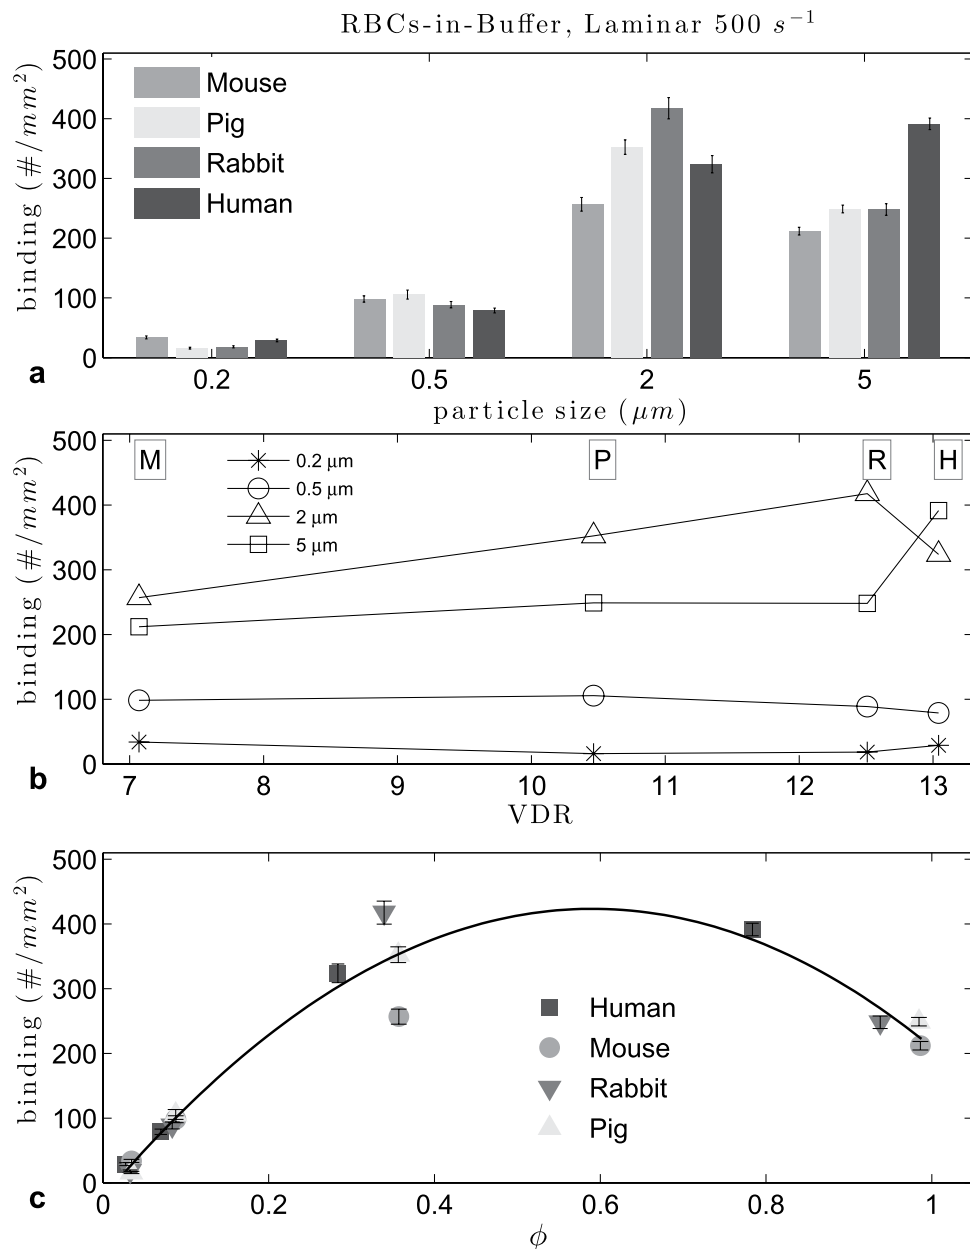 RBCs-in-Buffer, Laminar 500 s⁻¹
binding (#/mm²)
500
400
300
200
100
0
Mouse
Pig
Rabbit
Human
0.2 0.5 2 5
particle size (μm)
a
binding (#/mm²)
500
400
300
200
100
0
M P R H
0.2 μm
0.5 μm
2 μm
5 μm
7 8 9 10 11 12 13
VDR
b
binding (#/mm²)
500
400
300
200
100
0
Human
Mouse
Rabbit
Pig
0 0.2 0.4 0.6 0.8 1
ϕ
c